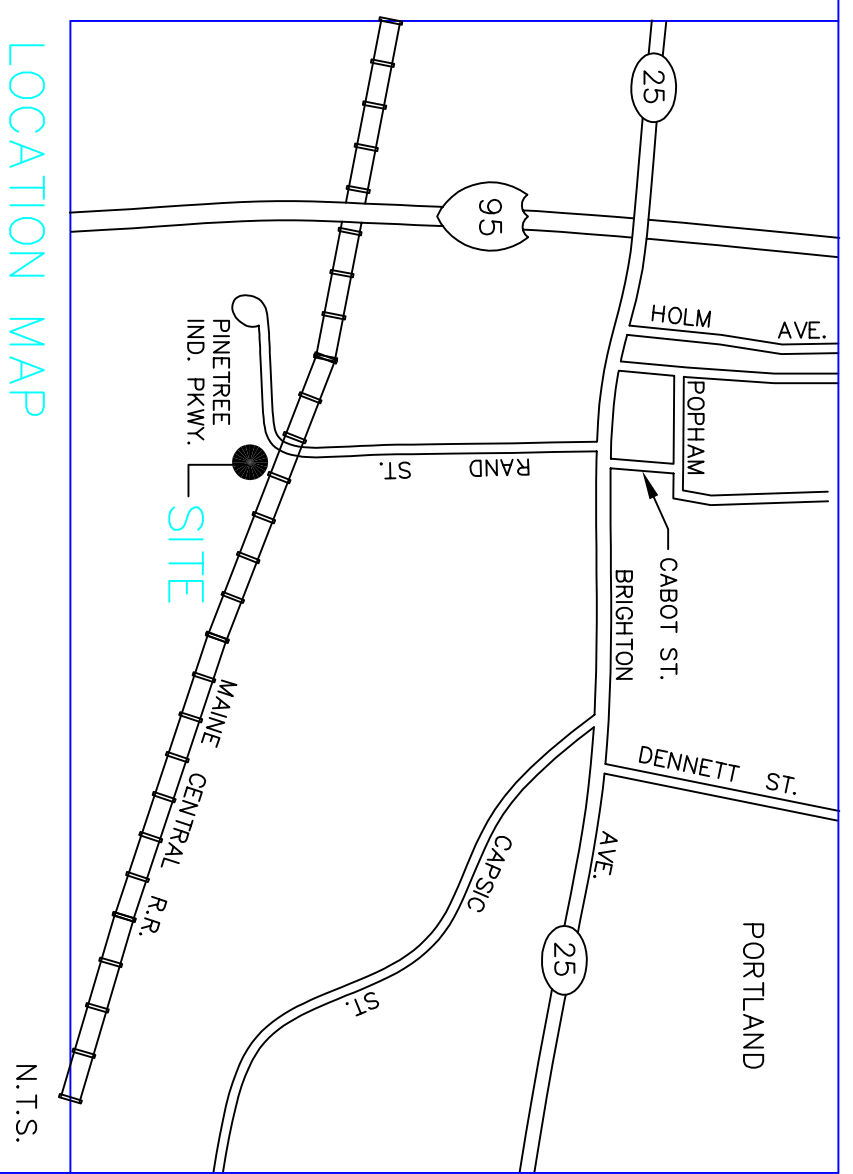 PORTLAND
HOLM AVE.
POPHAM
CABOT ST.
DENNETT ST.
25
BRIGHTON AVE.
25
95
RAND ST.
CAPSIC ST.
PINETREE
IND. PKWY.
SITE
MAINE CENTRAL R.R.
LOCATION MAP
N.T.S.